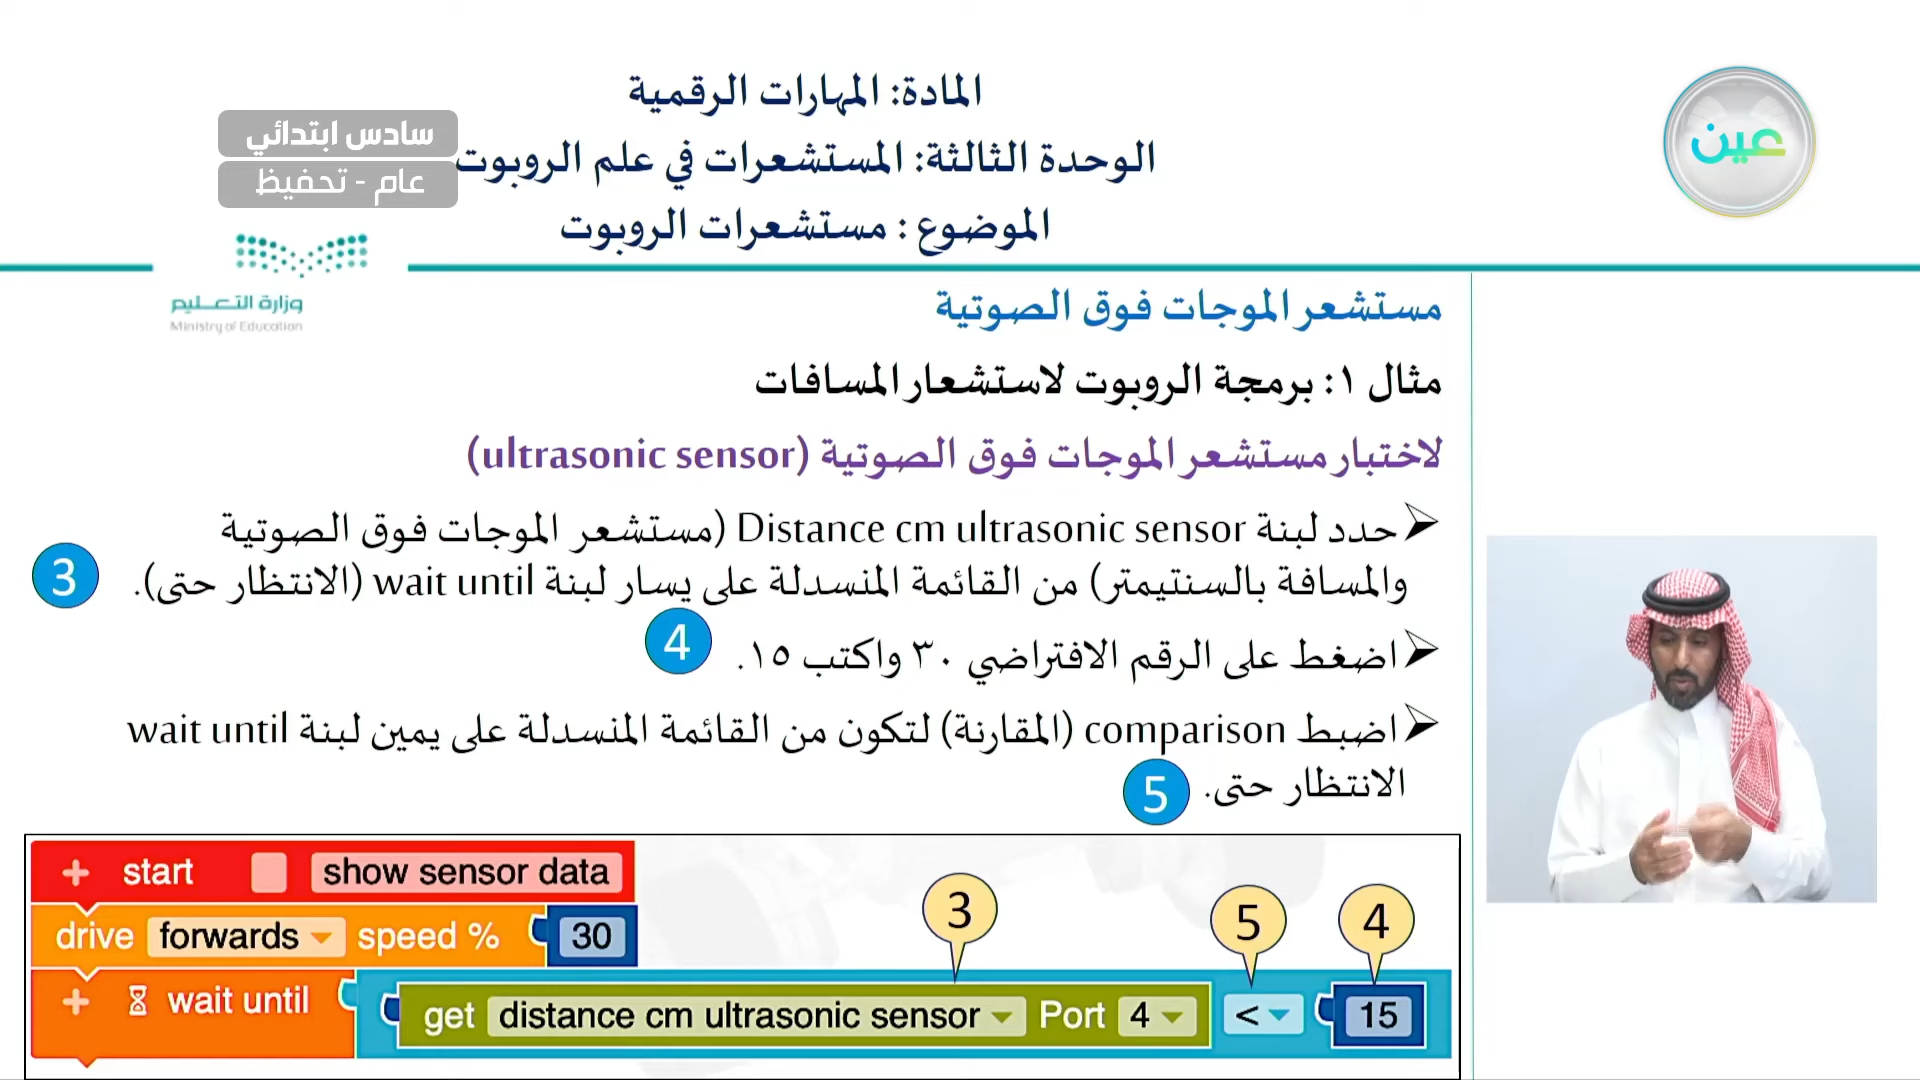 المادة: المهارات الرقمية
عين
سادس ابتدائي
الوحدة الثالثة: المستشعرات في علم الروبوت
عام - تحفيظ
الموضوع : مستشعرات الروبوت
وزارة التعليم
Ministry of Education
مستشعر الموجات فوق الصوتية
مثال ١: برمجة الروبوت لاستشعار المسافات
لاختبار مستشعر الموجات فوق الصوتية (ultrasonic sensor)
حدد لبنة Distance cm ultrasonic sensor (مستشعر الموجات فوق الصوتية
والمسافة بالسنتيمتر) من القائمة المنسدلة على يسار لبنة wait until (الانتظار حتى). 3
اضغط على الرقم الافتراضي ٣٠ واكتب ١٥. 4
اضبط comparison (المقارنة) لتكون من القائمة المنسدلة على يمين لبنة wait until
الانتظار حتى. 5
+ start show sensor data
drive forwards speed % 30
3 5 4
+ wait until get distance cm ultrasonic sensor Port 4 < 15